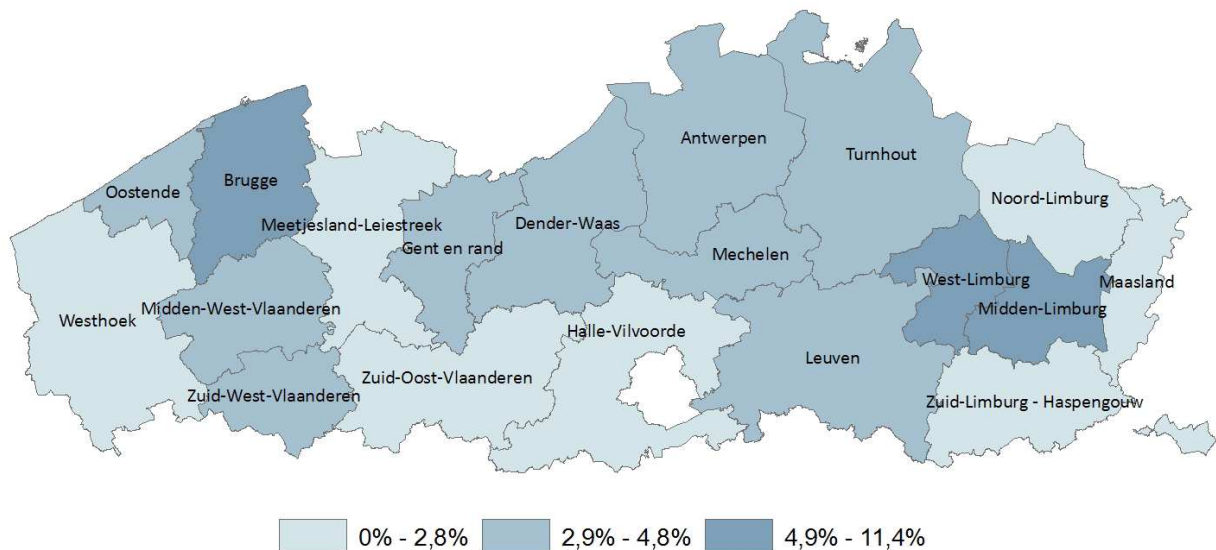 Antwerpen
Turnhout
Brugge
Oostende
Noord-Limburg
Meetjesland-Leiestreek
Dender-Waas
Gent en rand
Mechelen
West-Limburg
Maasland
Midden-West-Vlaanderen
Midden-Limburg
Westhoek
Halle-Vilvoorde
Leuven
Zuid-Oost-Vlaanderen
Zuid-West-Vlaanderen
Zuid-Limburg - Haspengouw
0% - 2,8%
2,9% - 4,8%
4,9% - 11,4%